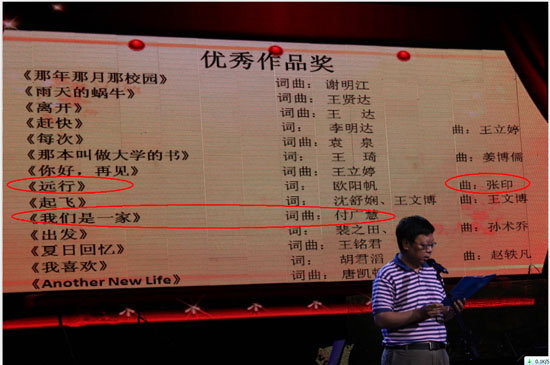 优秀作品奖
《那年那月那校园》 词�：谢明江
《雨天的蜗牛》 词曲：王贤达
《离开》 词曲：王 达
《赶快》 词：李明达 曲：王立婷
《每次》 词曲：袁 泉
《那本叫做大学的书》 词：王 琦 曲：姜博儒
《你好，再见》 词曲：王立婷
《远行》 词：欧阳帆 曲：张印
《起飞》 词：沈舒娴、王文博 曲：王文博
《我们是一家》 词曲：付广慧
《出发》 词：裴之田、 曲：孙术乔
《夏日回忆》 词曲：王铭君
《我喜欢》 词：胡君滔 曲：赵轶凡
《Another New Life》 词曲：唐凯